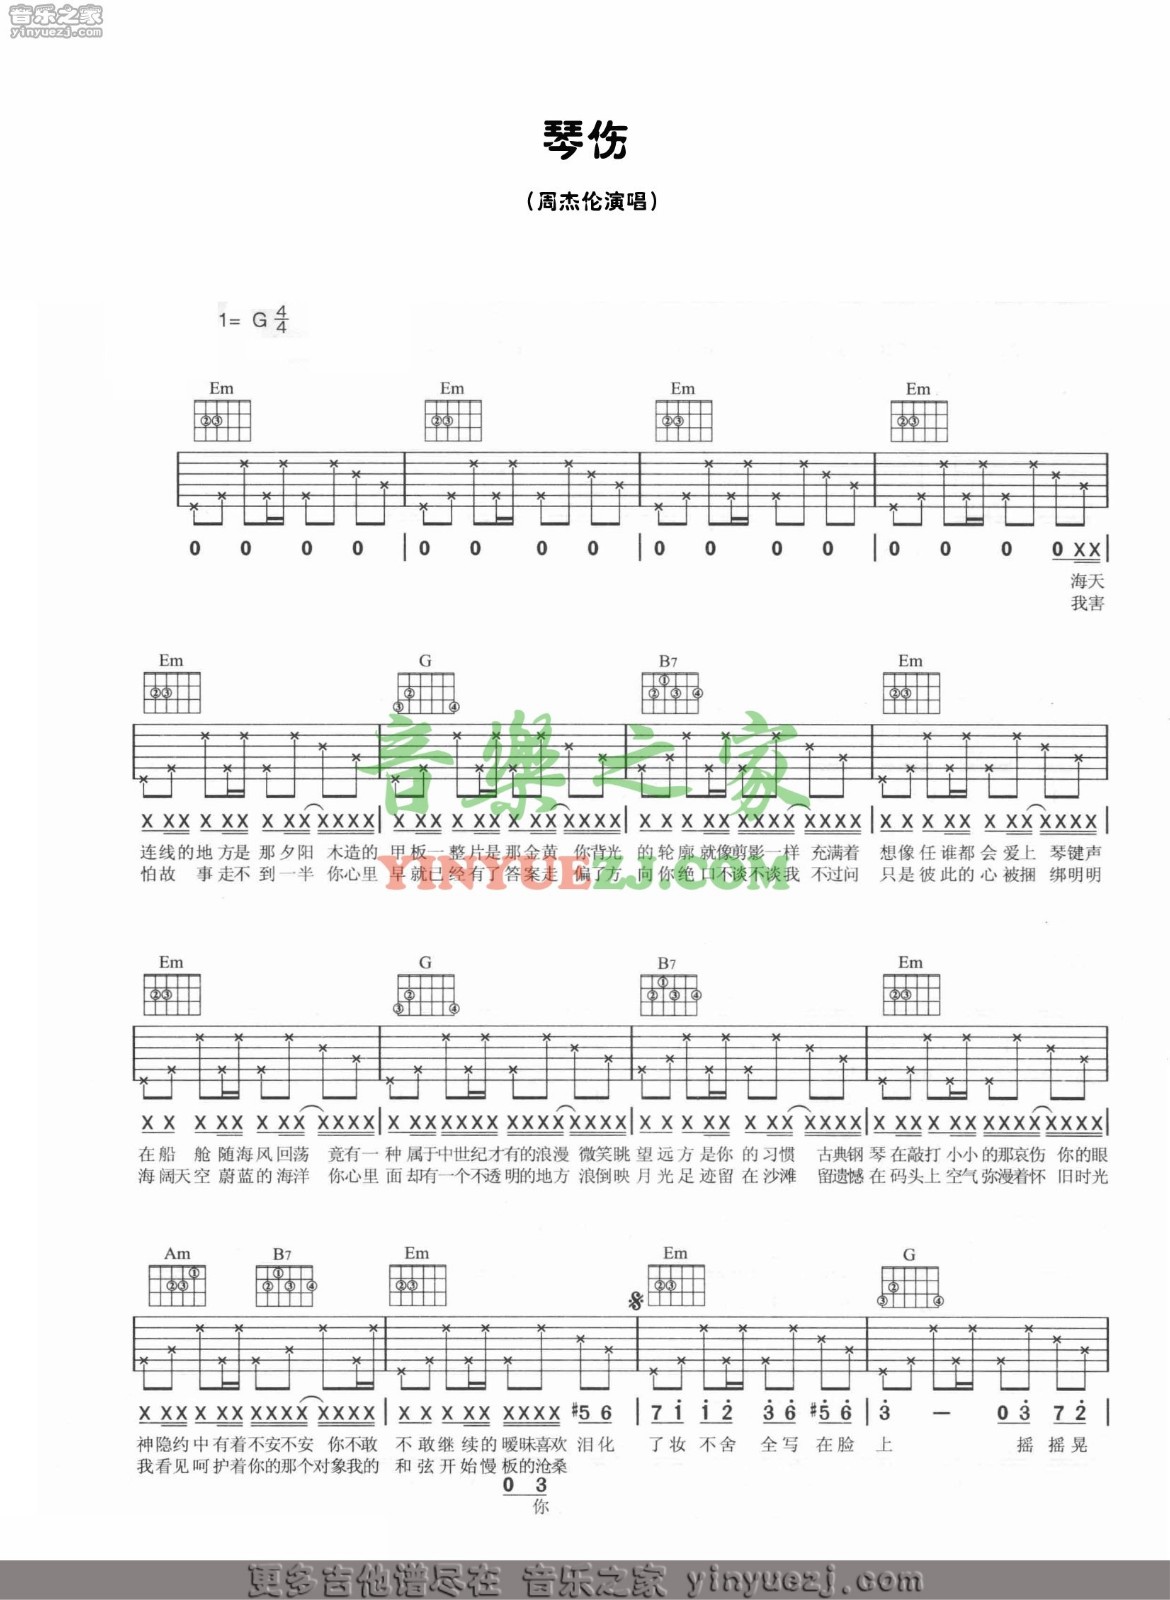 音乐之家
yinyuezj.com
琴伤
（周杰伦演唱）
1= G 4/4
Em Em Em Em
0 0 0 0 | 0 0 0 0 | 0 0 0 0 | 0 0 0 0 X X |
海天
我害
Em G B7 Em
音樂之家
X XX X XX X XX XXXX | X XX X XX X XX XXXX | X XX X XX X XX XXXX | X XX X XX X XX XXXX |
连线的地方是 那夕阳 木造的 甲板一整片是那金黄 你背光 的轮廓就像剪影一样 充满着 想像任谁都会爱上 琴键声
YINYUEZJ.COM
怕故 事走不到一半 你心里 早就已经有了答案走 偏了方 向你绝口不谈不谈我 不过问 只是彼此的心被捆 绑明明
Em G B7 Em
X X X XX X XX XXXX | X XX X XX XXXX XXXX | X XX X XX X XX XXXX | X XX X XX XXXX XXXX |
在船 舱随海风回荡 竟有一 种属于中世纪才有的浪漫 微笑眺 望远方是你的习惯 古典钢 琴在敲打小小的那哀伤 你的眼
海阔天空蔚蓝的海洋 你心里 面却有一个不透明的地方 浪倒映 月光足迹留在沙滩 留遗憾 在码头上空气弥漫着怀 旧时光
Am B7 Em Em G
X XX X XX XXXX XXXX | X X X XX XXXX #5 6 | 7 1 1 2 3 6 #5 6 | 3 — 0 3 7 2 |
神隐约中有着不安不安 你不敢 不敢继续的暧昧喜欢 泪化 了妆 不舍 全写 在脸 上 摇 摇晃
我看见呵护着你的那个对象我的 和弦开始慢板的沧桑
0 3
你
更多吉他谱尽在 音乐之家 yinyuezj.com